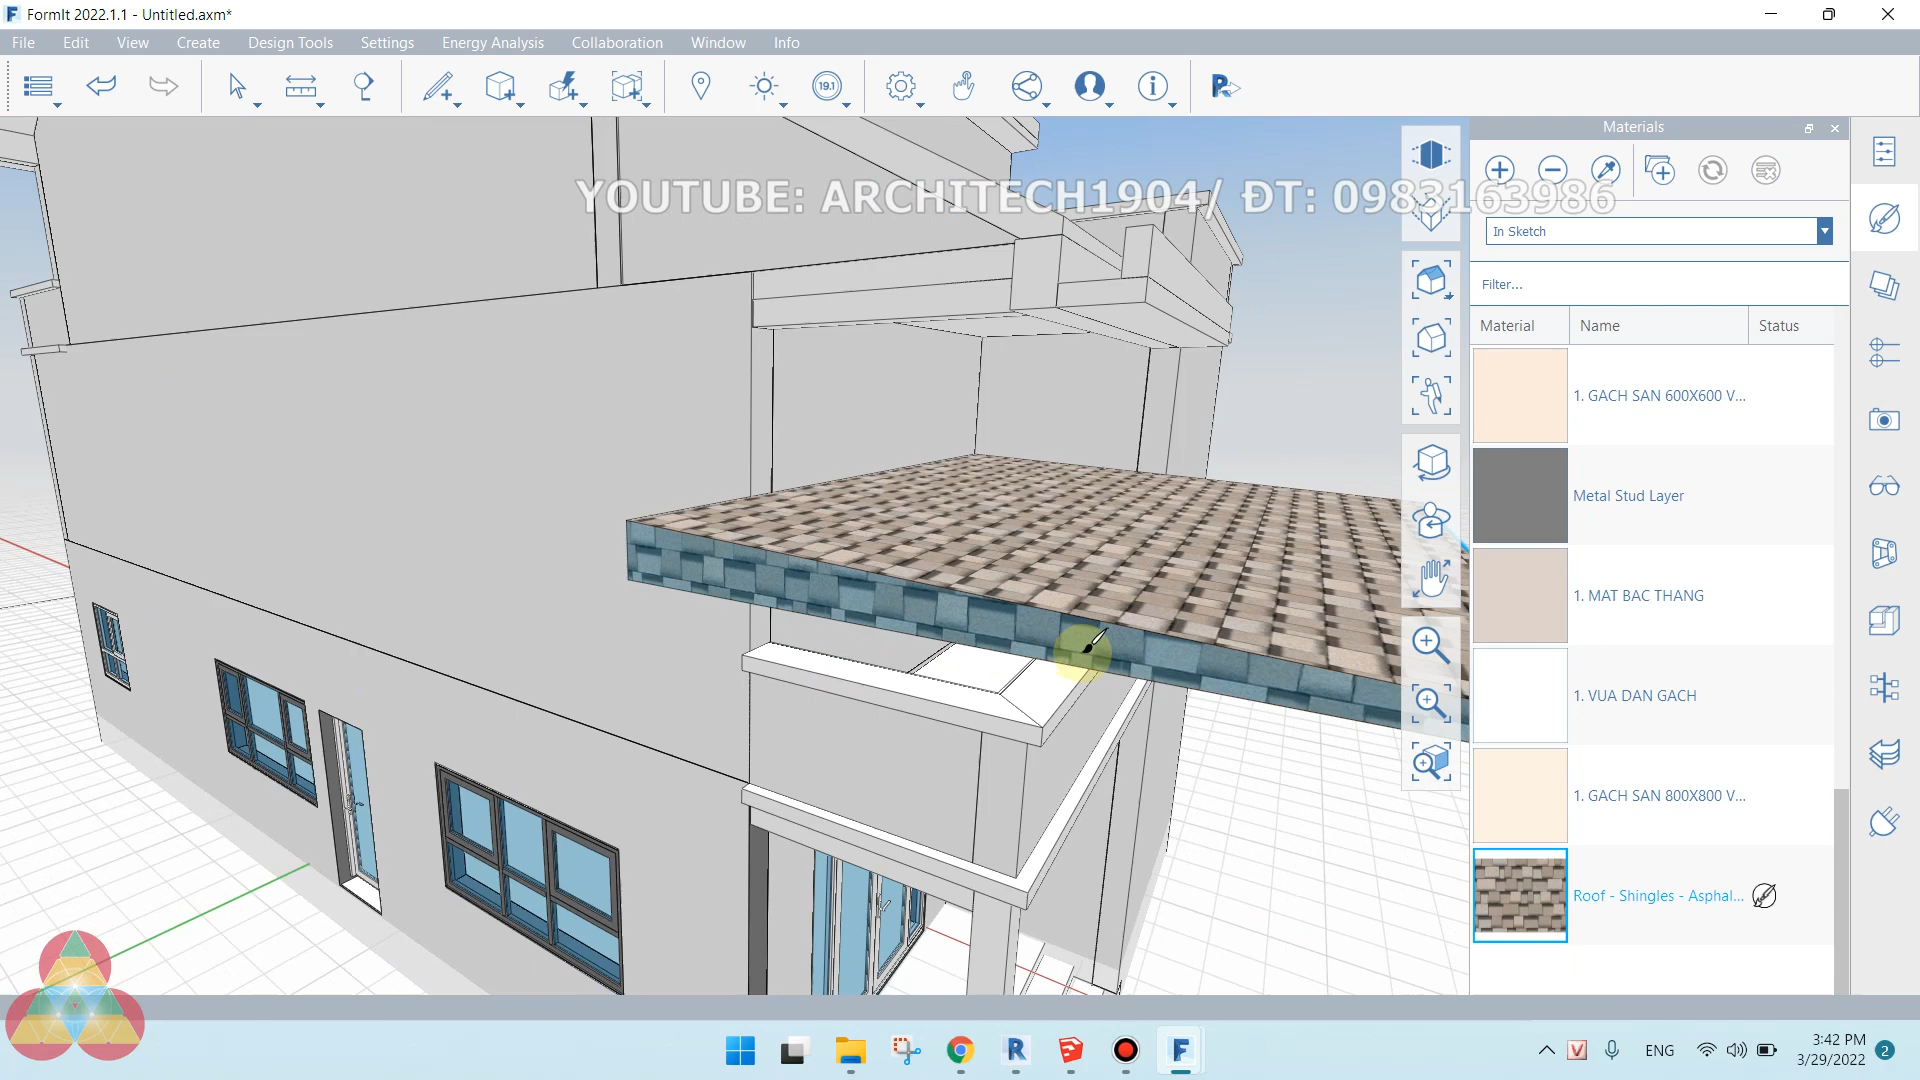 FormIt 2022.1.1 - Untitled.axm*
File Edit View Create Design Tools Settings Energy Analysis Collaboration Window Info
19.1
Materials
YOUTUBE: ARCHITECH1904/ ĐT: 0983163986
In Sketch
Filter...
Material Name Status
1. GACH SAN 600X600 V...
Metal Stud Layer
1. MAT BAC THANG
1. VUA DAN GACH
1. GACH SAN 800X800 V...
Roof - Shingles - Asphal...
ENG
3:42 PM
3/29/2022
2